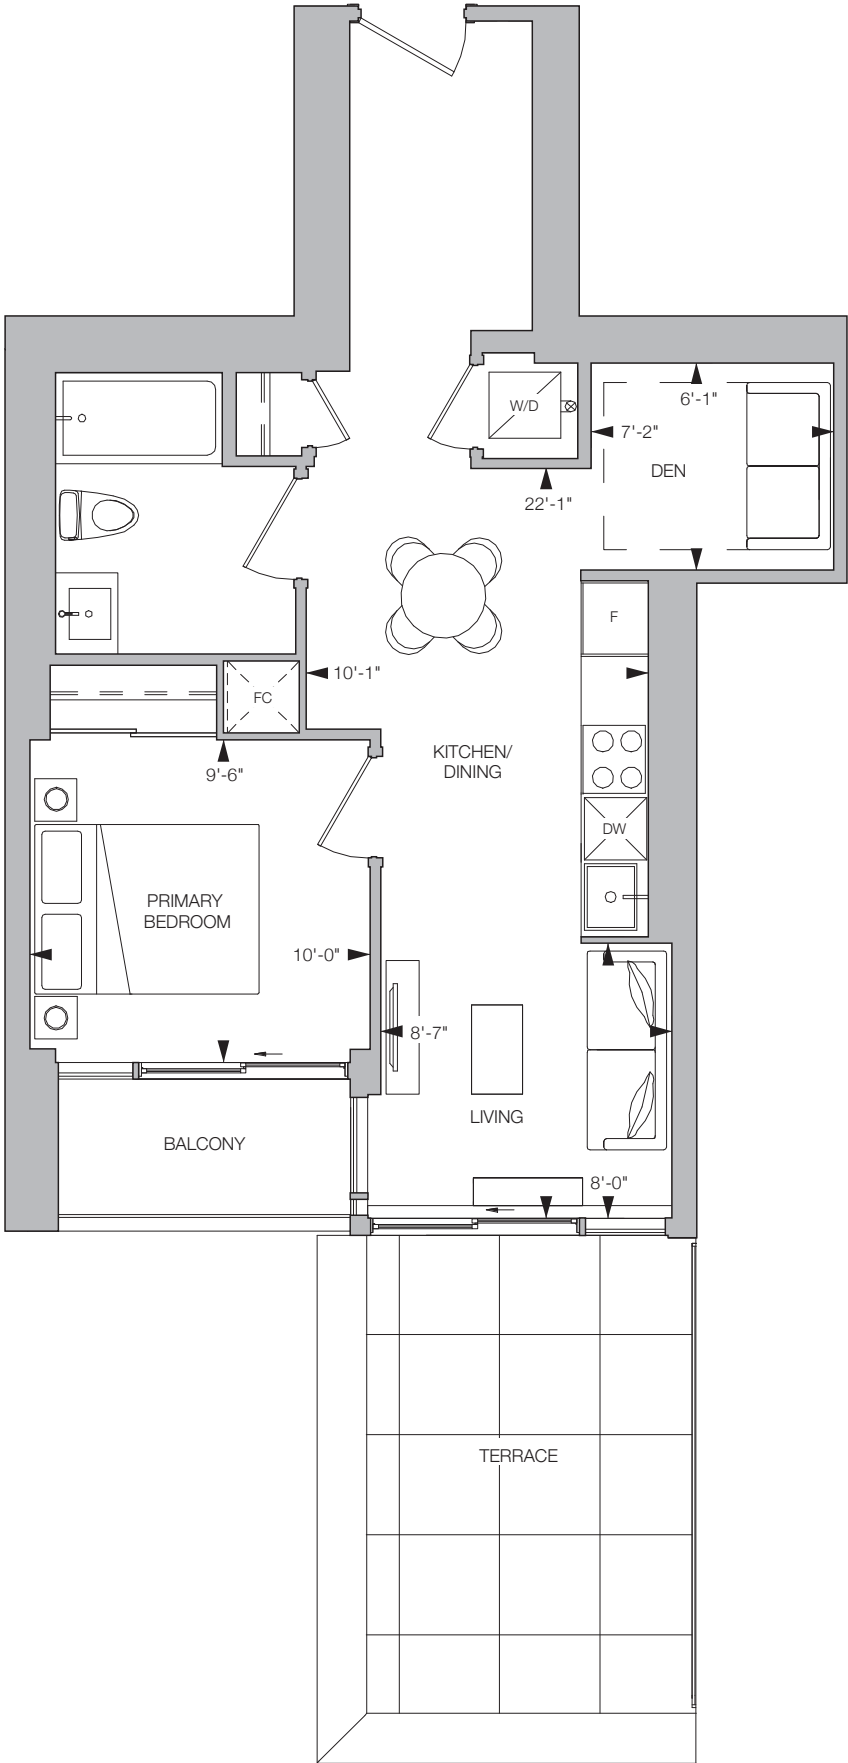 W/D
6'-1"
7'-2"
DEN
22'-1"
F
10'-1"
FC
KITCHEN/
DINING
9'-6"
DW
PRIMARY
BEDROOM
10'-0"
8'-7"
LIVING
BALCONY
8'-0"
TERRACE